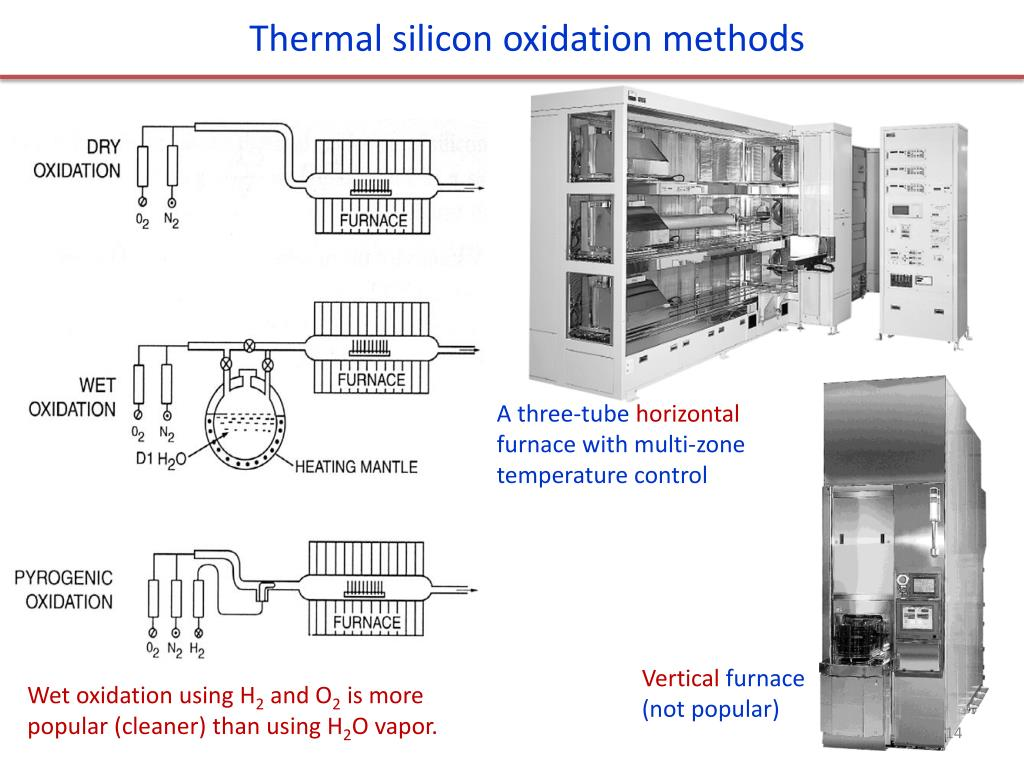 Thermal silicon oxidation methods
DRY
OXIDATION
O2 N2
FURNACE
WET
OXIDATION
O2 N2
D1 H2O
HEATING MANTLE
FURNACE
A three-tube horizontal
furnace with multi-zone
temperature control
PYROGENIC
OXIDATION
O2 N2 H2
FURNACE
Wet oxidation using H2 and O2 is more
popular (cleaner) than using H2O vapor.
Vertical furnace
(not popular)
14